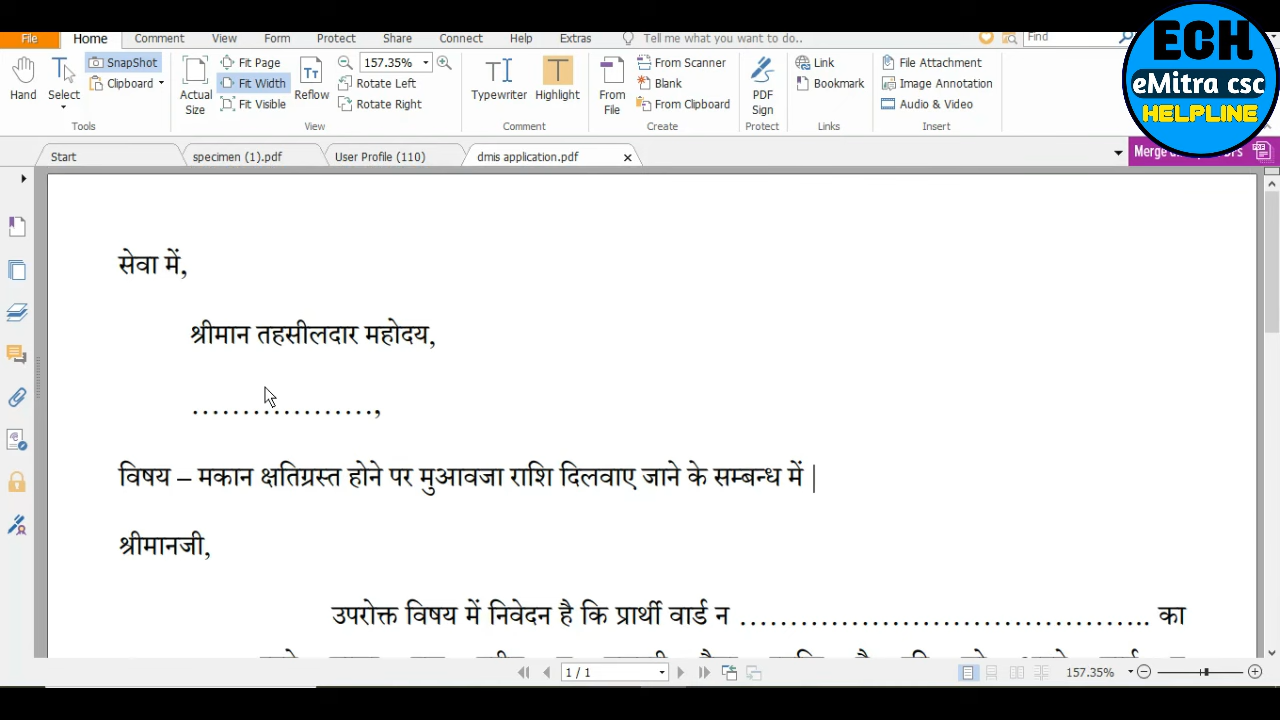 ECH
eMitra csc
HELPLINE
File Home Comment View Form Protect Share Connect Help Extras Tell me what you want to do.. Find
SnapShot Fit Page 157.35% From Scanner Link File Attachment
Clipboard Fit Width Rotate Left Blank Bookmark Image Annotation
Hand Select Actual Size Fit Visible Reflow Rotate Right Typewriter Highlight From File From Clipboard PDF Sign Audio & Video
Tools View Comment Create Protect Links Insert
Start specimen (1).pdf User Profile (110) dmis application.pdf
सेवा में,
श्रीमान तहसीलदार महोदय,
………………,
विषय – मकान क्षतिग्रस्त होने पर मुआवजा राशि दिलवाए जाने के सम्बन्ध में |
श्रीमानजी,
उपरोक्त विषय में निवेदन है कि प्रार्थी वार्ड न ………………………………….. का
1 / 1 157.35%